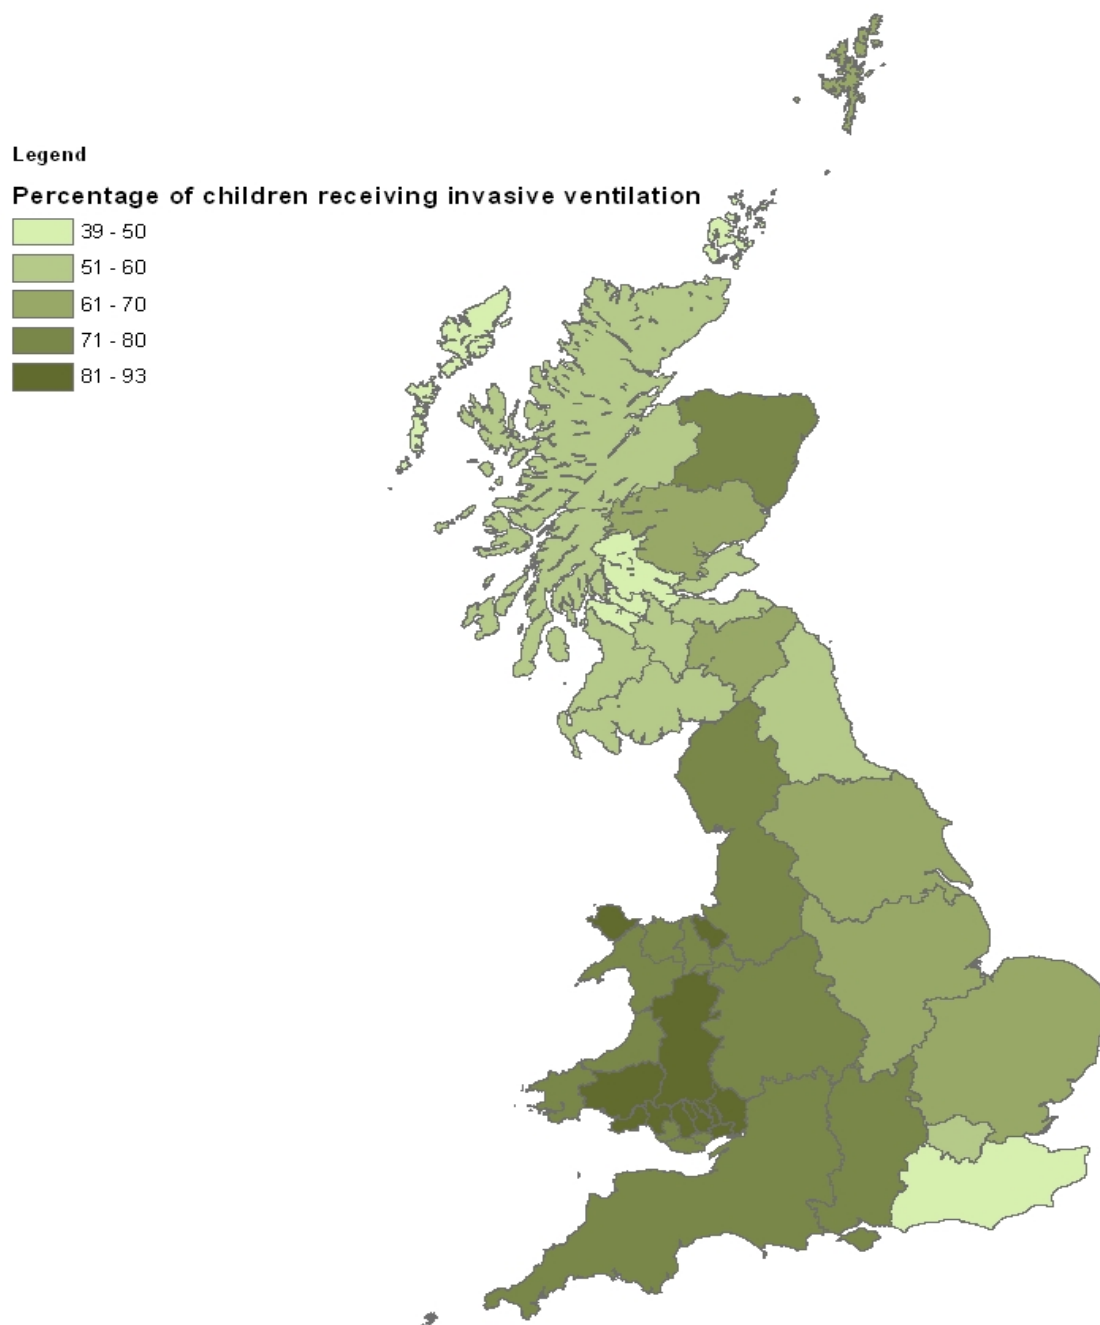 Legend
Percentage of children receiving invasive ventilation
39 - 50
51 - 60
61 - 70
71 - 80
81 - 93